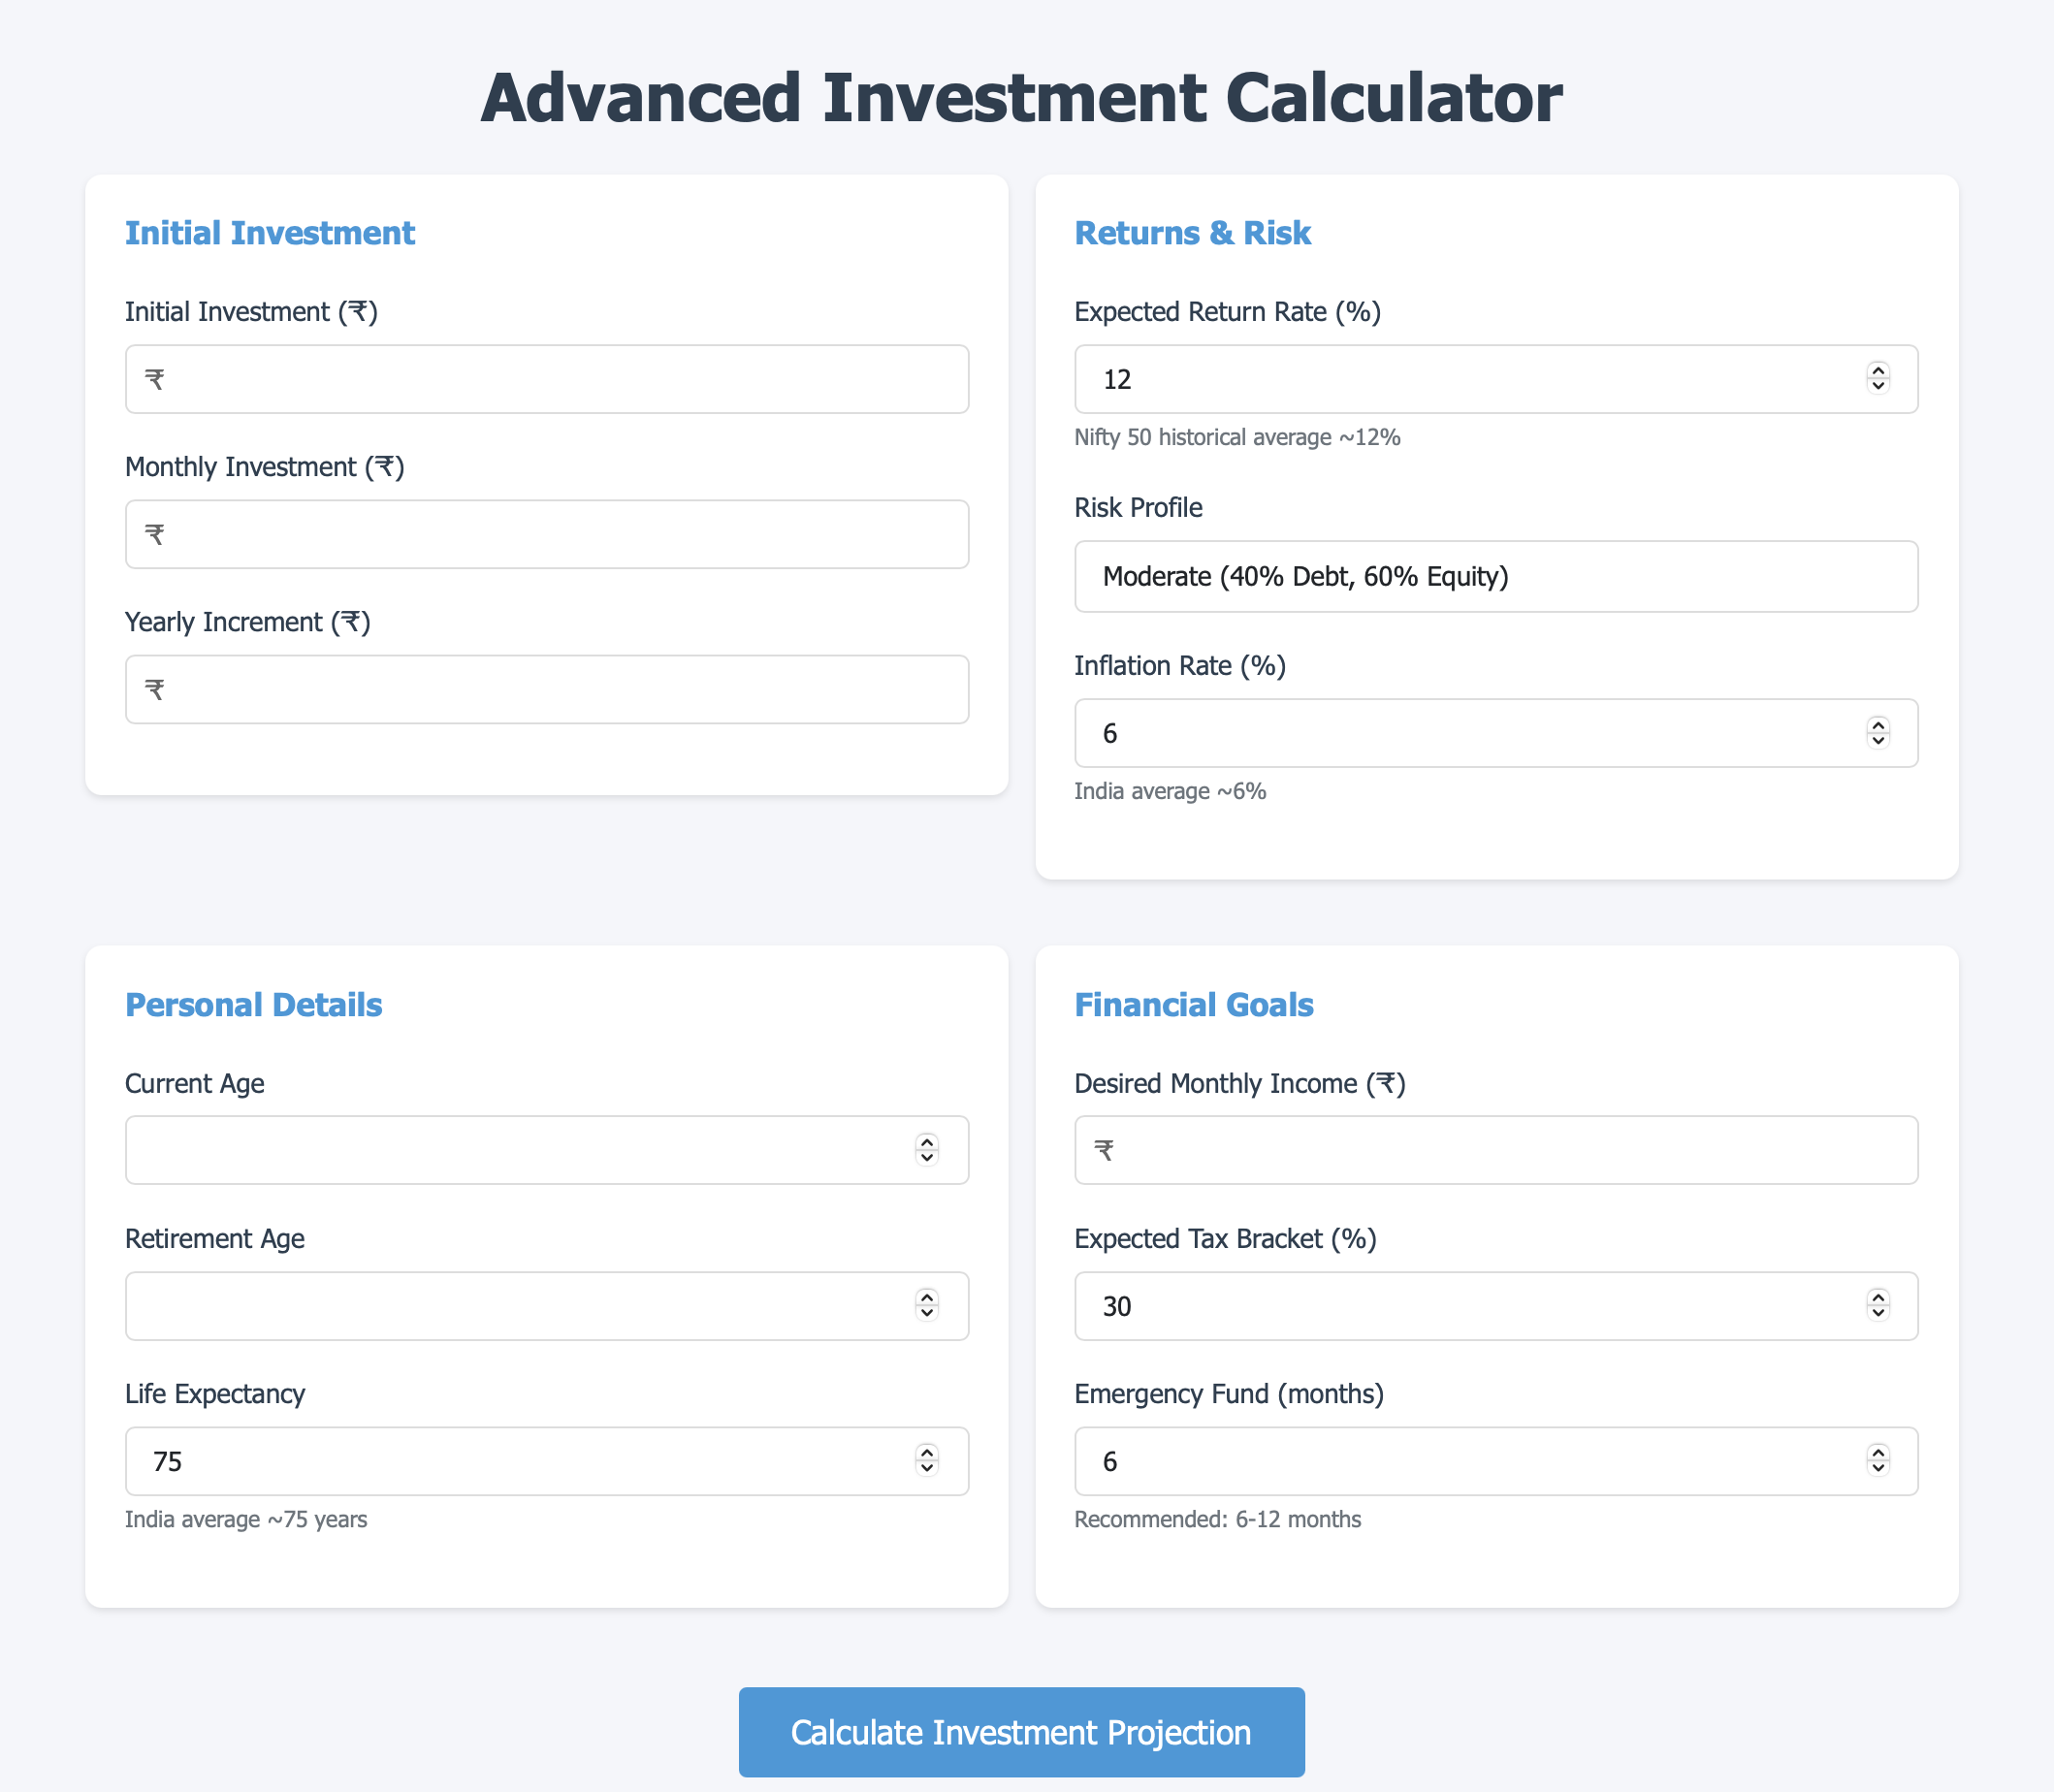 Advanced Investment Calculator
Initial Investment
Initial Investment (₹)
₹
Monthly Investment (₹)
₹
Yearly Increment (₹)
₹
Returns & Risk
Expected Return Rate (%)
12
Nifty 50 historical average ~12%
Risk Profile
Moderate (40% Debt, 60% Equity)
Inflation Rate (%)
6
India average ~6%
Personal Details
Current Age
Retirement Age
Life Expectancy
75
India average ~75 years
Financial Goals
Desired Monthly Income (₹)
₹
Expected Tax Bracket (%)
30
Emergency Fund (months)
6
Recommended: 6-12 months
Calculate Investment Projection